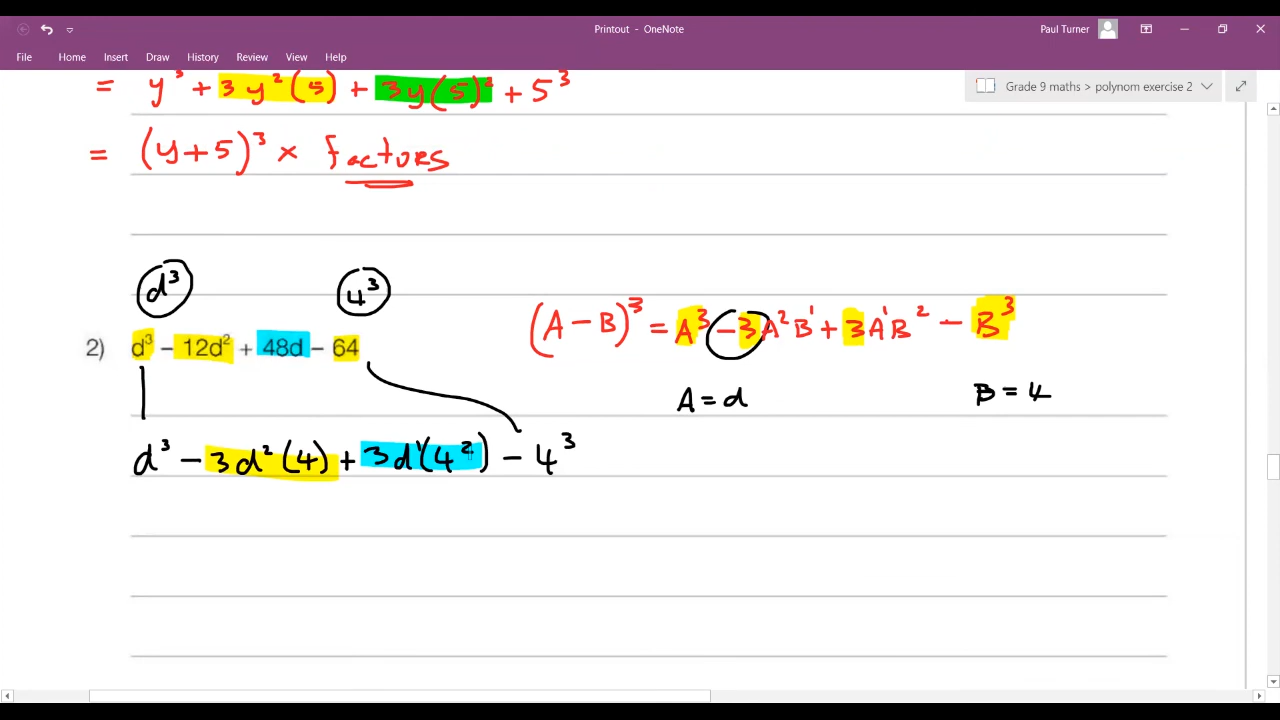 Printout - OneNote
Paul Turner
File Home Insert Draw History Review View Help
Grade 9 maths > polynom exercise 2
= y³ + 3y²(5) + 3y(5)² + 5³
= (y+5)³ × factors
d³ 4³
(A-B)³ = A³ - 3A²B¹ + 3A¹B² - B³
2) d³ - 12d² + 48d - 64
A = d B = 4
d³ - 3d²(4) + 3d¹(4²) - 4³